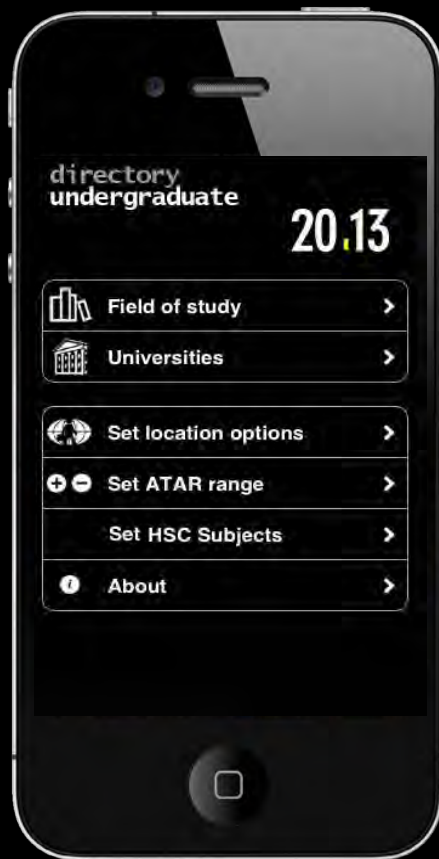 directory
undergraduate
20.13
Field of study
Universities
Set location options
Set ATAR range
Set HSC Subjects
About